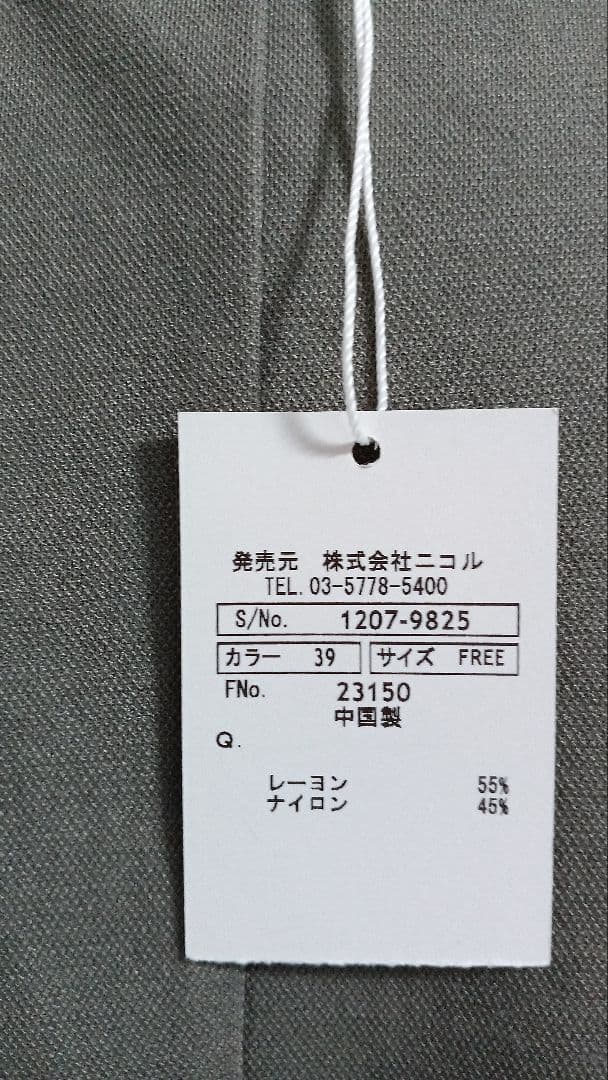 発売元　株式会社ニコル
TEL.03-5778-5400
S/No. 1207-9825
カラー 39 サイズ FREE
FNo. 23150
中国製
Q.
レーヨン 55%
ナイロン 45%